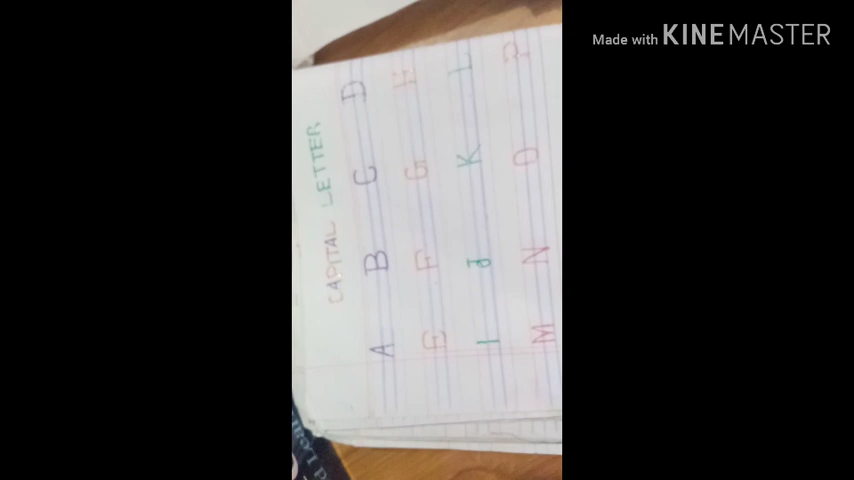 Made with KINEMASTER
CAPITAL LETTER
A B C D
E F G H
I J K L
M N O P